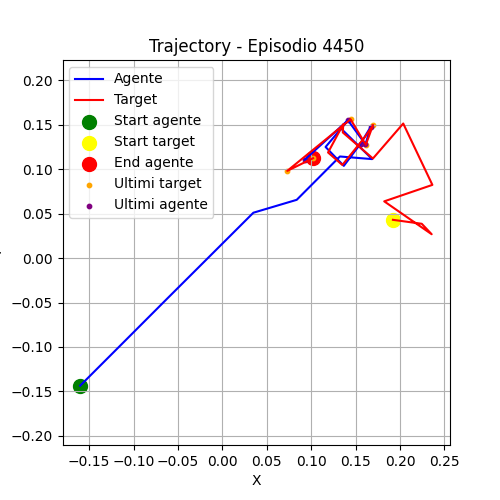 Trajectory - Episodio 4450
Agente
Target
Start agente
Start target
End agente
Ultimi target
Ultimi agente
0.20
0.15
0.10
0.05
0.00
−0.05
−0.10
−0.15
−0.20
−0.15 −0.10 −0.05 0.00 0.05 0.10 0.15 0.20 0.25
X